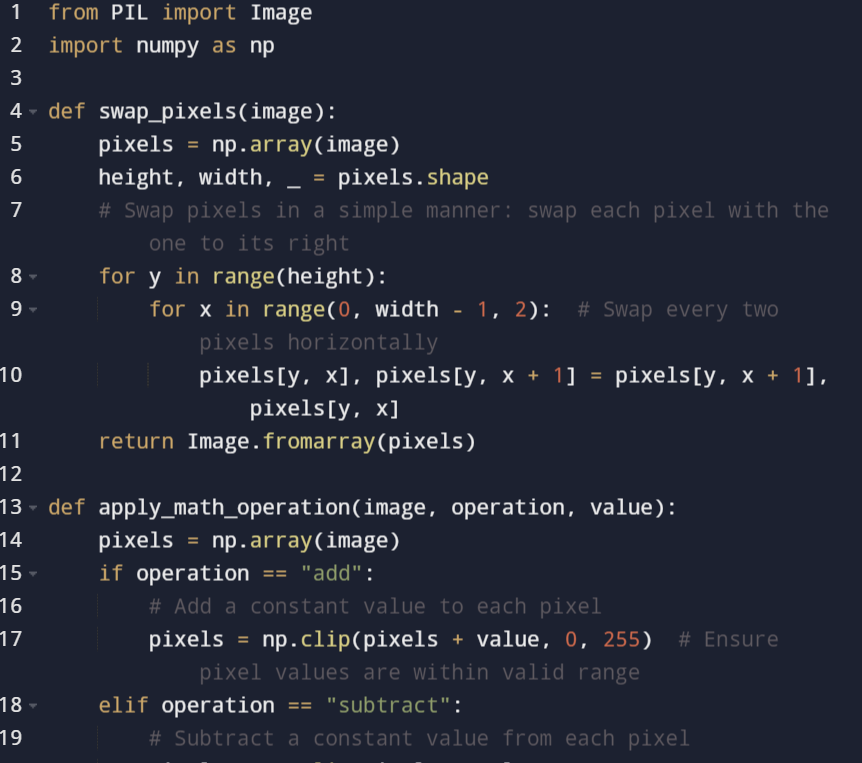 1 from PIL import Image
2 import numpy as np
3
4 def swap_pixels(image):
5     pixels = np.array(image)
6     height, width, _ = pixels.shape
7     # Swap pixels in a simple manner: swap each pixel with the
one to its right
8     for y in range(height):
9         for x in range(0, width - 1, 2):  # Swap every two
pixels horizontally
10             pixels[y, x], pixels[y, x + 1] = pixels[y, x + 1],
pixels[y, x]
11     return Image.fromarray(pixels)
12
13 def apply_math_operation(image, operation, value):
14     pixels = np.array(image)
15     if operation == "add":
16         # Add a constant value to each pixel
17         pixels = np.clip(pixels + value, 0, 255)  # Ensure
pixel values are within valid range
18     elif operation == "subtract":
19         # Subtract a constant value from each pixel